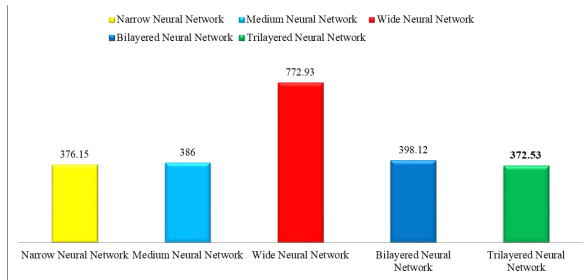 Narrow Neural Network Medium Neural Network Wide Neural Network
Bilayered Neural Network Trilayered Neural Network
772.93
376.15
386
398.12
372.53
Narrow Neural Network Medium Neural Network Wide Neural Network Bilayered Neural Trilayered Neural
Network Network